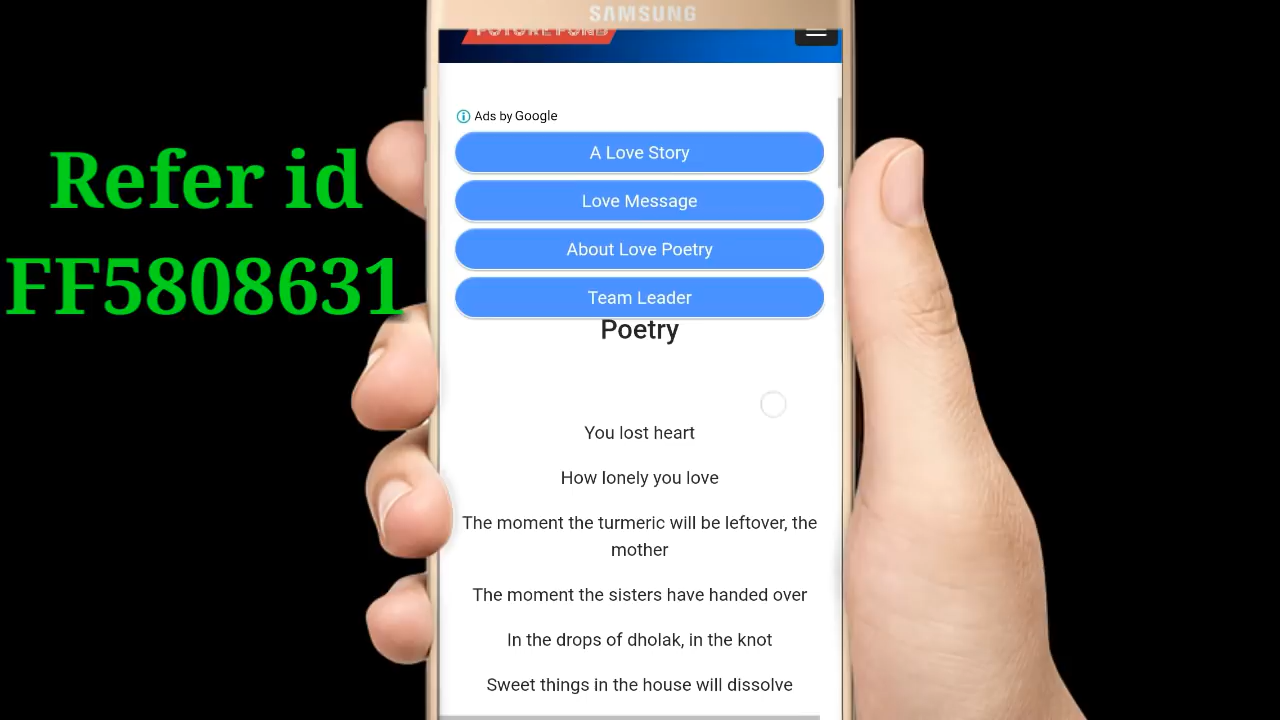 SAMSUNG
FUTURE FUND
Refer id
FF5808631
Ads by Google
A Love Story
Love Message
About Love Poetry
Team Leader
Poetry
You lost heart
How lonely you love
The moment the turmeric will be leftover, the
mother
The moment the sisters have handed over
In the drops of dholak, in the knot
Sweet things in the house will dissolve